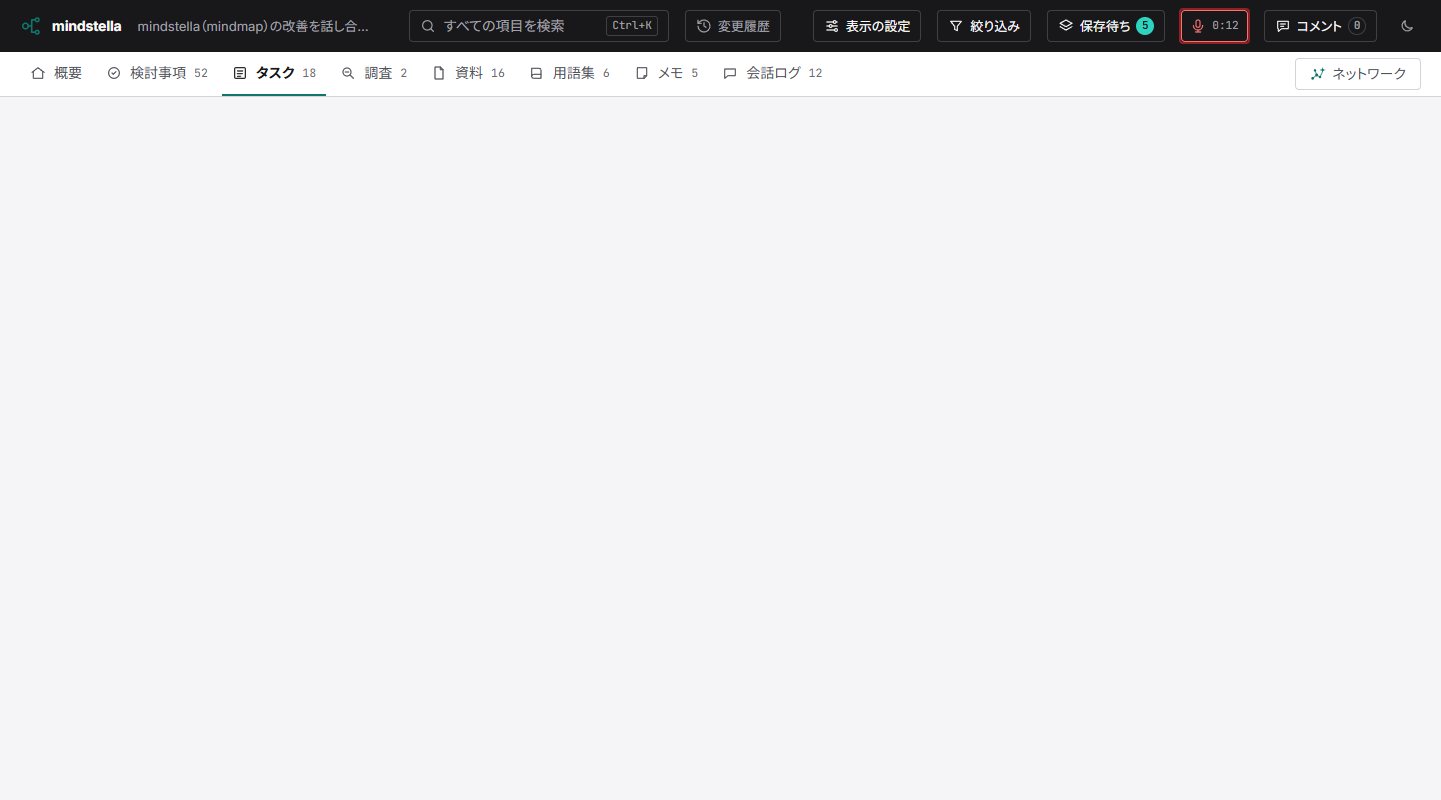 mindstella mindstella（mindmap）の改善を話し合... すべての項目を検索 Ctrl+K 変更履歴 表示の設定 絞り込み 保存待ち 5 0:12 コメント 0
概要 検討事項 52 タスク 18 調査 2 資料 16 用語集 6 メモ 5 会話ログ 12 ネットワーク